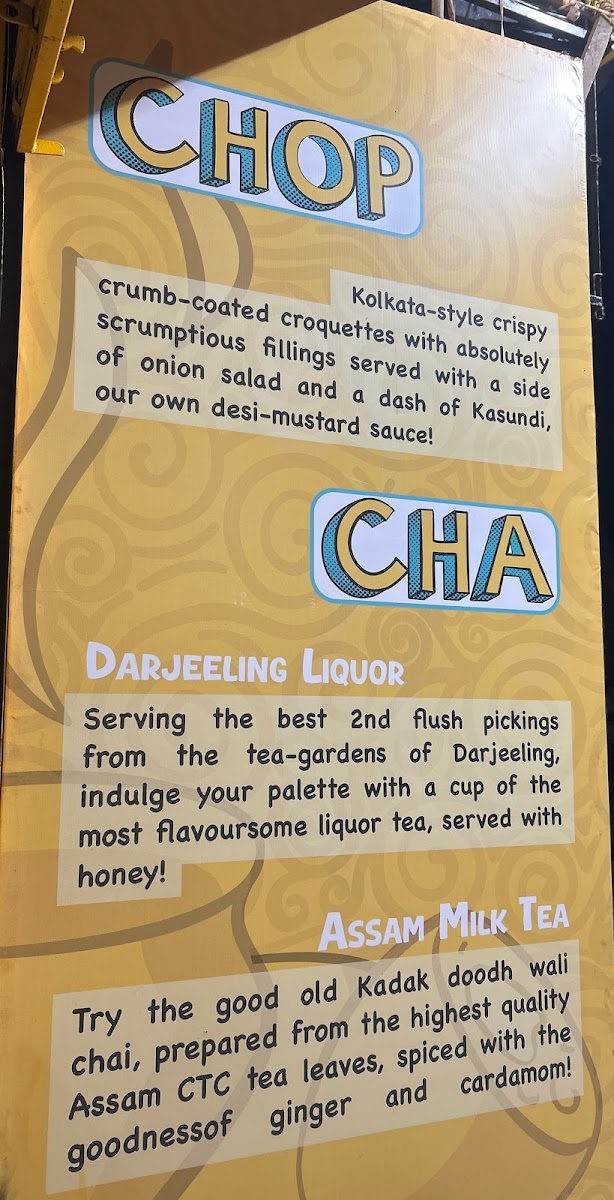 CHOP
Kolkata-style crispy
crumb-coated croquettes with absolutely
scrumptious fillings served with a side
of onion salad and a dash of Kasundi,
our own desi-mustard sauce!
CHA
DARJEELING LIQUOR
Serving the best 2nd flush pickings
from the tea-gardens of Darjeeling,
indulge your palette with a cup of the
most flavoursome liquor tea, served with
honey!
ASSAM MILK TEA
Try the good old Kadak doodh wali
chai, prepared from the highest quality
Assam CTC tea leaves, spiced with the
goodnessof ginger and cardamom!